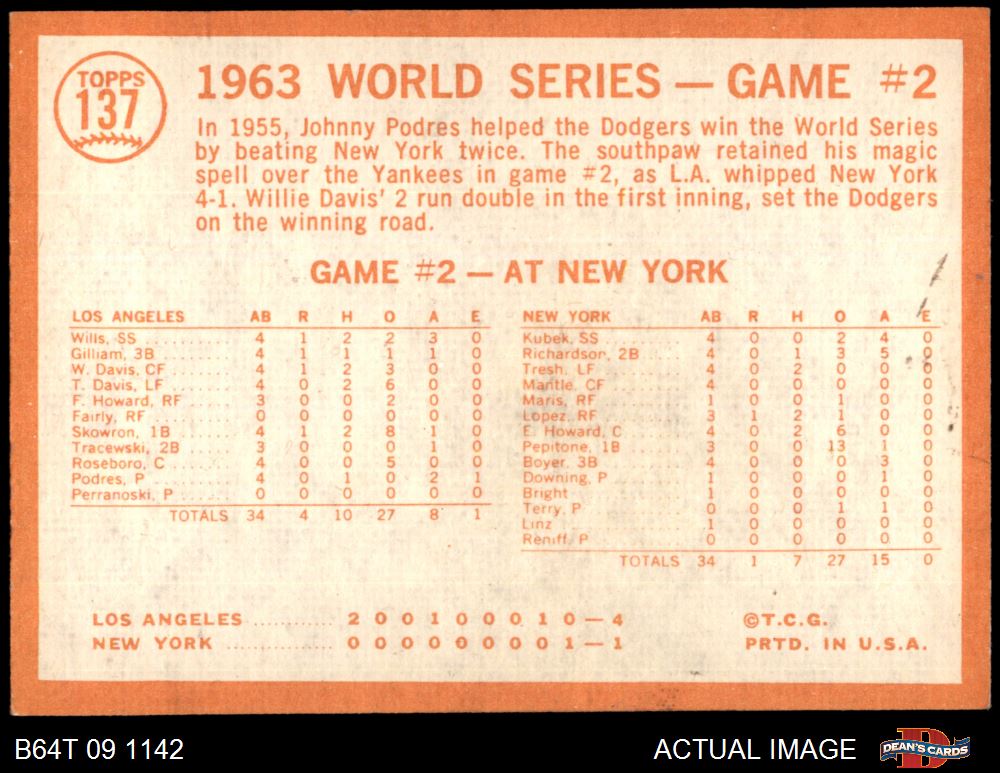 TOPPS
137
1963 WORLD SERIES — GAME #2
In 1955, Johnny Podres helped the Dodgers win the World Series
by beating New York twice. The southpaw retained his magic
spell over the Yankees in game #2, as L.A. whipped New York
4-1. Willie Davis' 2 run double in the first inning, set the Dodgers
on the winning road.
GAME #2 — AT NEW YORK
LOS ANGELES AB R H O A E
Wills, SS 4 1 2 2 3 0
Gilliam, 3B 4 1 1 1 1 0
W. Davis, CF 4 1 2 3 0 0
T. Davis, LF 4 0 2 6 0 0
F. Howard, RF 3 0 0 2 0 0
Fairly, RF 0 0 0 0 0 0
Skowron, 1B 4 1 2 8 1 0
Tracewski, 2B 3 0 0 0 1 0
Roseboro, C 4 0 0 5 0 0
Podres, P 4 0 1 0 2 1
Perranoski, P 0 0 0 0 0 0
TOTALS 34 4 10 27 8 1
NEW YORK AB R H O A E
Kubek, SS 4 0 0 2 4 0
Richardson, 2B 4 0 1 3 5 0
Tresh, LF 4 0 2 0 0 0
Mantle, CF 4 0 0 0 0 0
Maris, RF 1 0 0 1 0 0
Lopez, RF 3 1 2 1 0 0
E. Howard, C 4 0 2 6 0 0
Pepitone, 1B 3 0 0 13 1 0
Boyer, 3B 4 0 0 0 3 0
Downing, P 1 0 0 0 1 0
Bright 1 0 0 0 0 0
Terry, P 0 0 0 1 1 0
Linz 1 0 0 0 0 0
Reniff, P 0 0 0 0 0 0
TOTALS 34 1 7 27 15 0
LOS ANGELES 2 0 0 1 0 0 0 1 0 — 4
NEW YORK 0 0 0 0 0 0 0 0 1 — 1
©T.C.G.
PRTD. IN U.S.A.
B64T 09 1142
ACTUAL IMAGE
DEAN'S CARDS